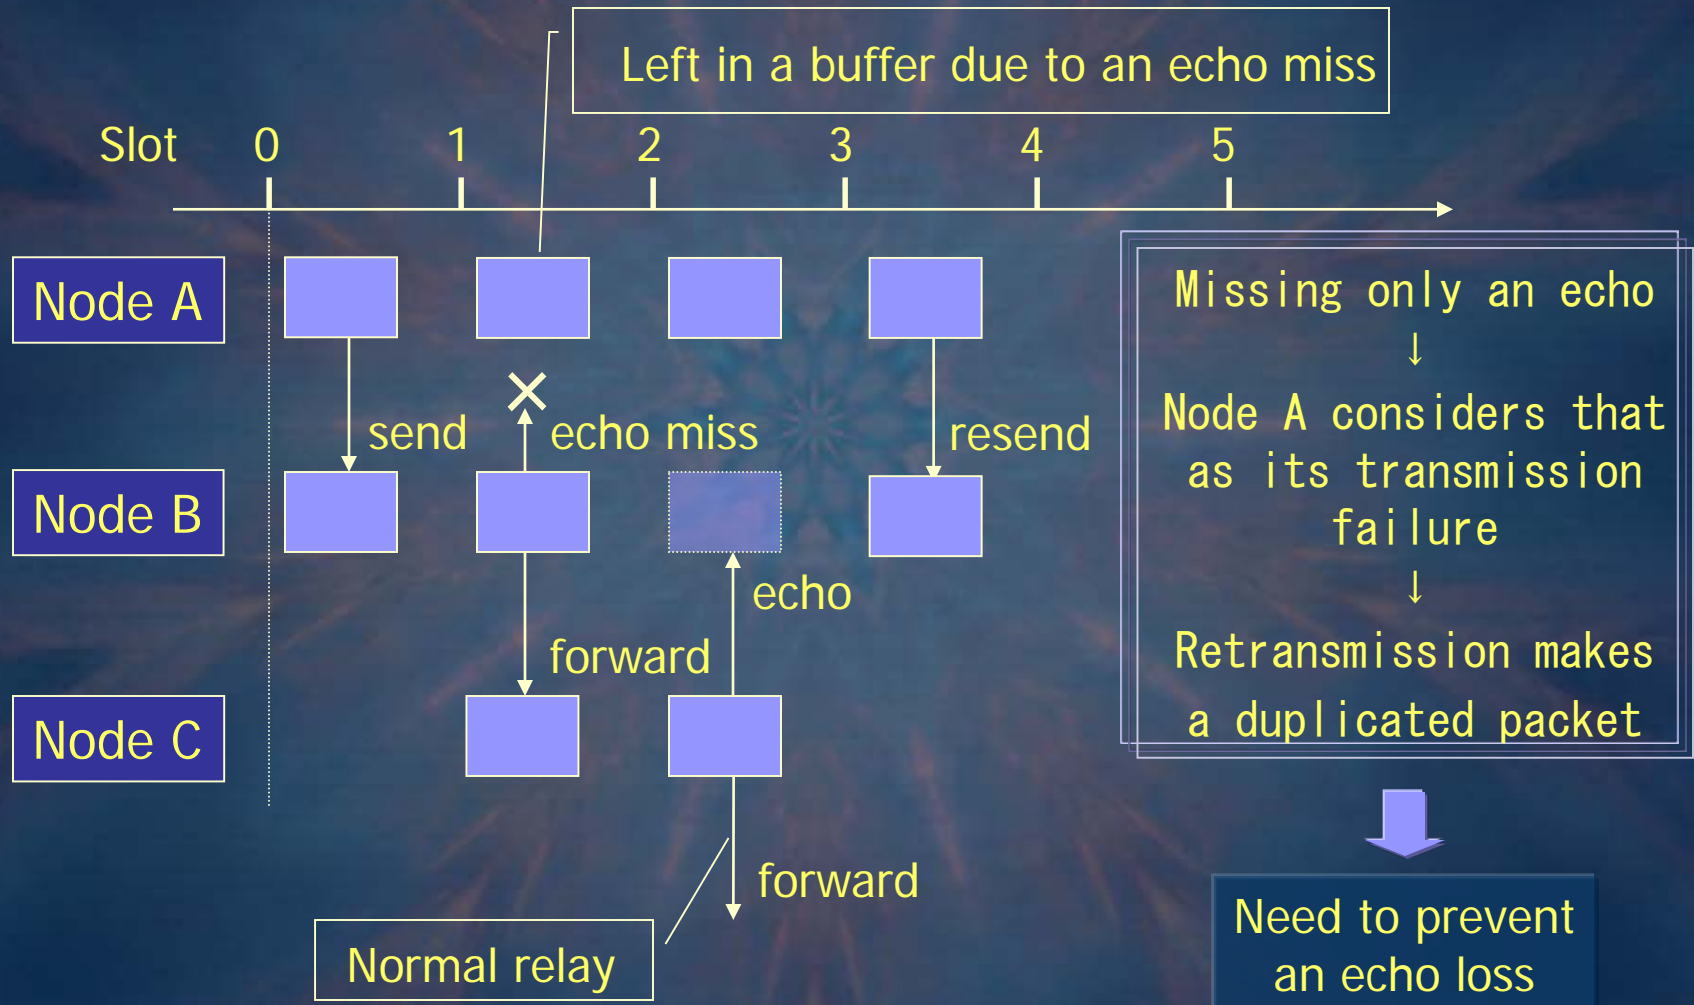 Left in a buffer due to an echo miss
Slot 0 1 2 3 4 5
Node A
send
echo miss
resend
Node B
echo
forward
Node C
forward
Normal relay
Missing only an echo
↓
Node A considers that
as its transmission
failure
↓
Retransmission makes
a duplicated packet
Need to prevent
an echo loss